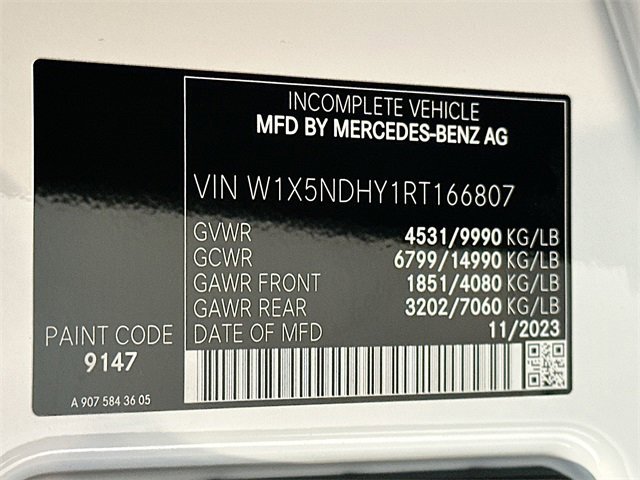 INCOMPLETE VEHICLE
MFD BY MERCEDES-BENZ AG
VIN W1X5NDHY1RT166807
GVWR 4531/9990 KG/LB
GCWR 6799/14990 KG/LB
GAWR FRONT 1851/4080 KG/LB
GAWR REAR 3202/7060 KG/LB
DATE OF MFD 11/2023
PAINT CODE
9147
A 907 584 36 05